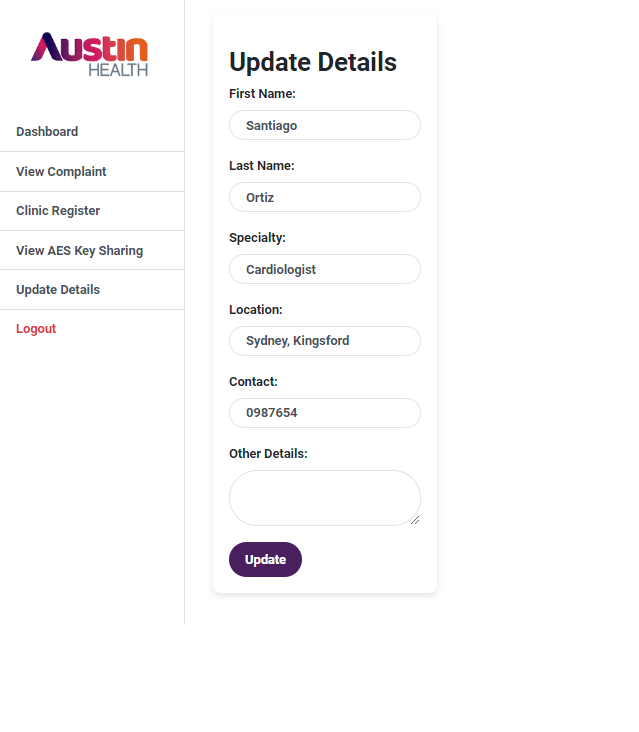 Austin
HEALTH
Dashboard
View Complaint
Clinic Register
View AES Key Sharing
Update Details
Logout
Update Details
First Name:
Santiago
Last Name:
Ortiz
Specialty:
Cardiologist
Location:
Sydney, Kingsford
Contact:
0987654
Other Details:
Update